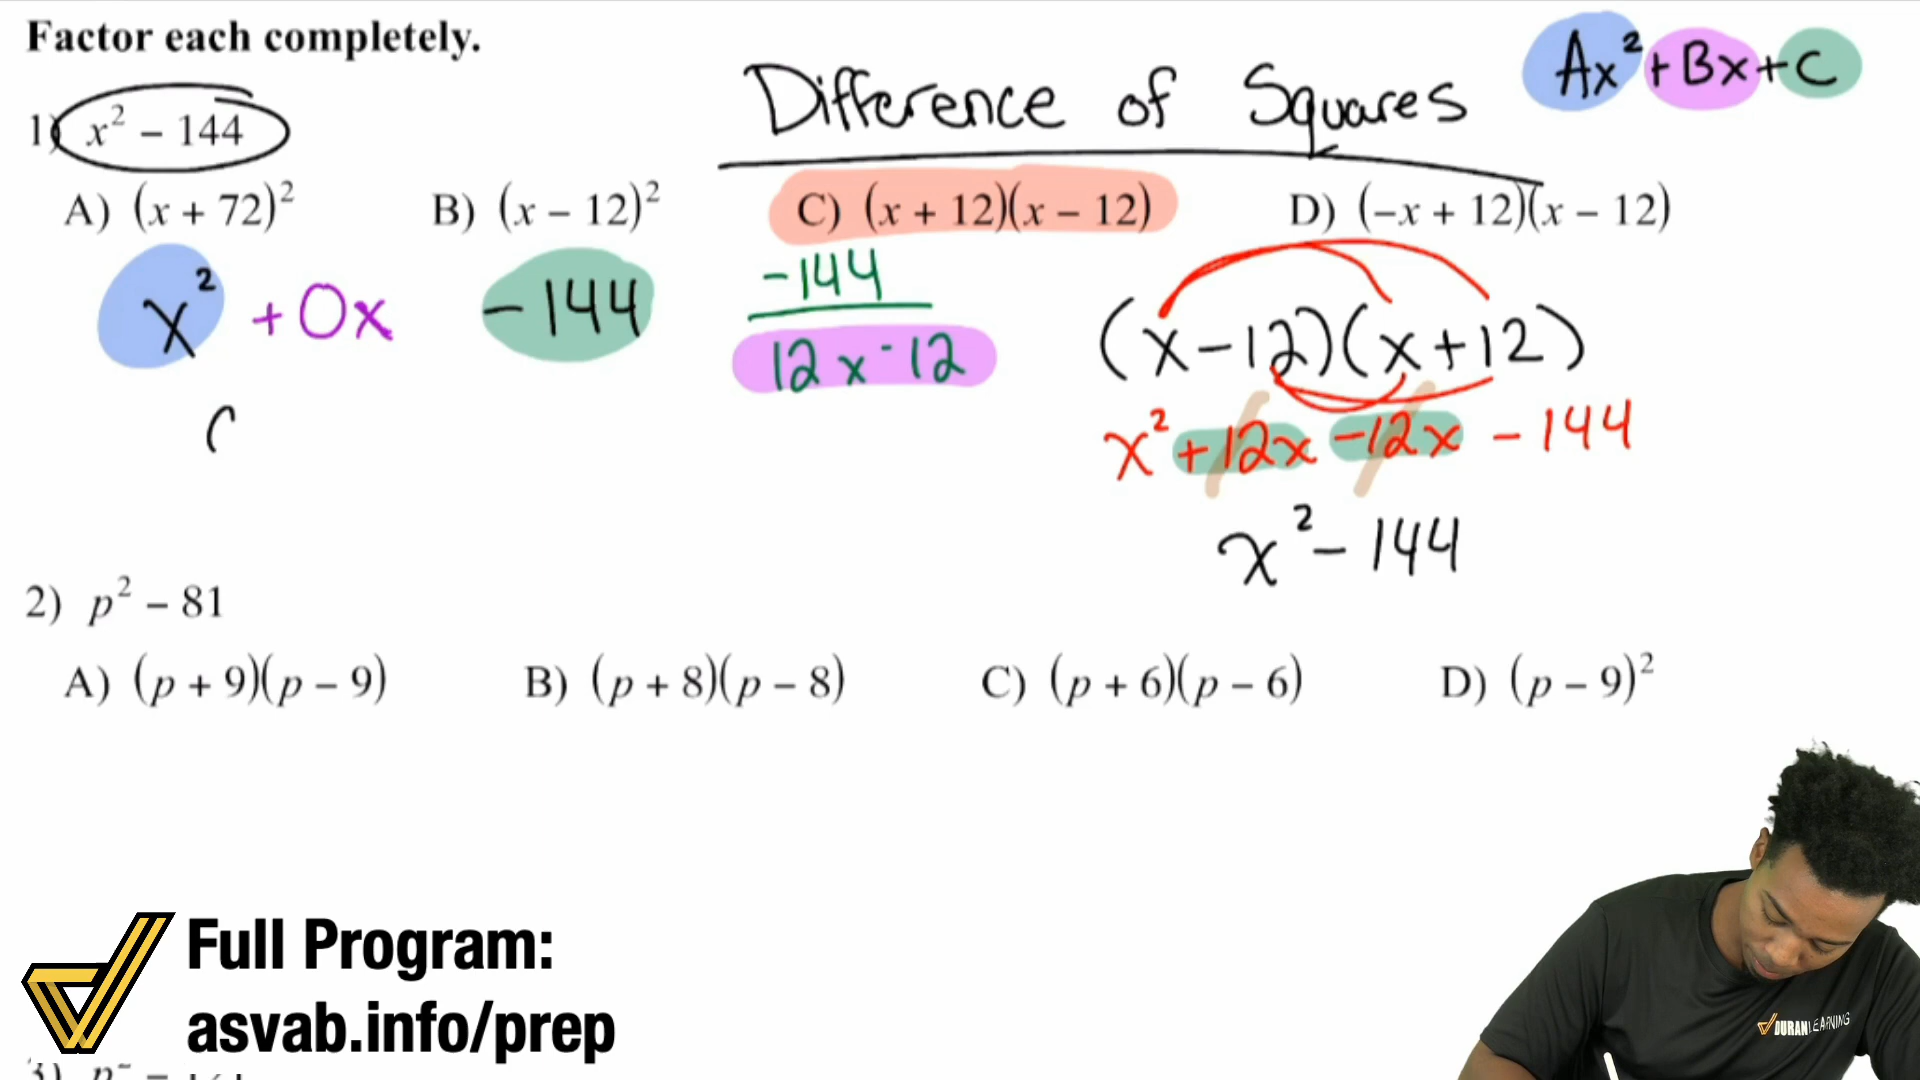 Factor each completely.
Ax² + Bx + C
Difference of Squares
1) x² – 144
A) (x + 72)² B) (x – 12)² C) (x + 12)(x – 12) D) (–x + 12)(x – 12)
x² + 0x – 144
-144
12 x -12
(x – 12)(x + 12)
(
x² + 12x – 12x – 144
x² – 144
2) p² – 81
A) (p + 9)(p – 9) B) (p + 8)(p – 8) C) (p + 6)(p – 6) D) (p – 9)²
Full Program:
asvab.info/prep
DURAN LEARNING